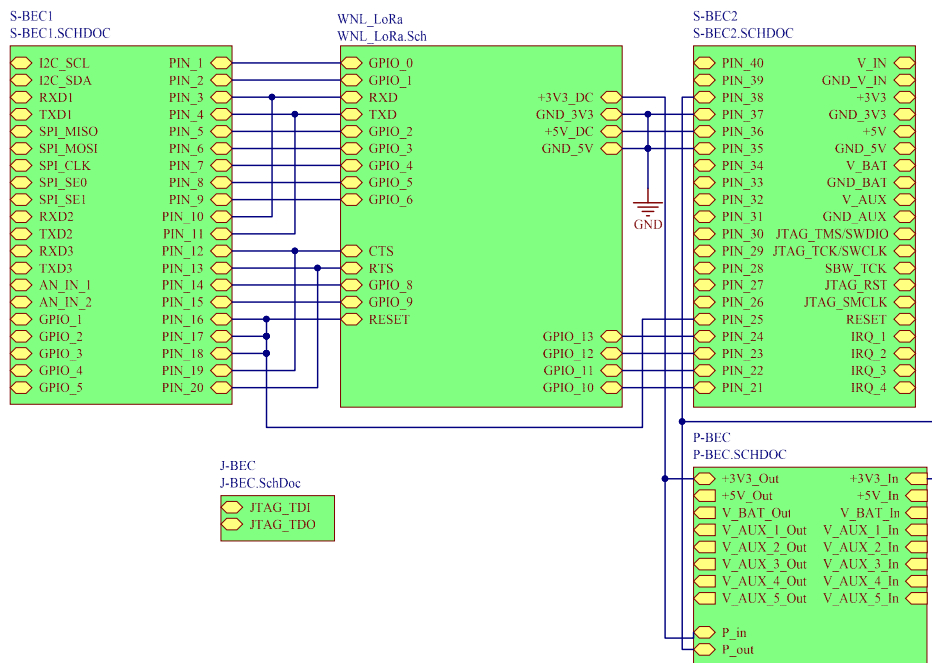 S-BEC1
S-BEC1.SCHDOC
I2C_SCL PIN_1
I2C_SDA PIN_2
RXD1 PIN_3
TXD1 PIN_4
SPI_MISO PIN_5
SPI_MOSI PIN_6
SPI_CLK PIN_7
SPI_SE0 PIN_8
SPI_SE1 PIN_9
RXD2 PIN_10
TXD2 PIN_11
RXD3 PIN_12
TXD3 PIN_13
AN_IN_1 PIN_14
AN_IN_2 PIN_15
GPIO_1 PIN_16
GPIO_2 PIN_17
GPIO_3 PIN_18
GPIO_4 PIN_19
GPIO_5 PIN_20
WNL_LoRa
WNL_LoRa.Sch
GPIO_0
GPIO_1
RXD +3V3_DC
TXD GND_3V3
GPIO_2 +5V_DC
GPIO_3 GND_5V
GPIO_4
GPIO_5
GPIO_6
CTS
RTS
GPIO_8
GPIO_9
RESET
GPIO_13
GPIO_12
GPIO_11
GPIO_10
GND
S-BEC2
S-BEC2.SCHDOC
PIN_40 V_IN
PIN_39 GND_V_IN
PIN_38 +3V3
PIN_37 GND_3V3
PIN_36 +5V
PIN_35 GND_5V
PIN_34 V_BAT
PIN_33 GND_BAT
PIN_32 V_AUX
PIN_31 GND_AUX
PIN_30 JTAG_TMS/SWDIO
PIN_29 JTAG_TCK/SWCLK
PIN_28 SBW_TCK
PIN_27 JTAG_RST
PIN_26 JTAG_SMCLK
PIN_25 RESET
PIN_24 IRQ_1
PIN_23 IRQ_2
PIN_22 IRQ_3
PIN_21 IRQ_4
J-BEC
J-BEC.SchDoc
JTAG_TDI
JTAG_TDO
P-BEC
P-BEC.SCHDOC
+3V3_Out +3V3_In
+5V_Out +5V_In
V_BAT_Out V_BAT_In
V_AUX_1_Out V_AUX_1_In
V_AUX_2_Out V_AUX_2_In
V_AUX_3_Out V_AUX_3_In
V_AUX_4_Out V_AUX_4_In
V_AUX_5_Out V_AUX_5_In
P_in
P_out